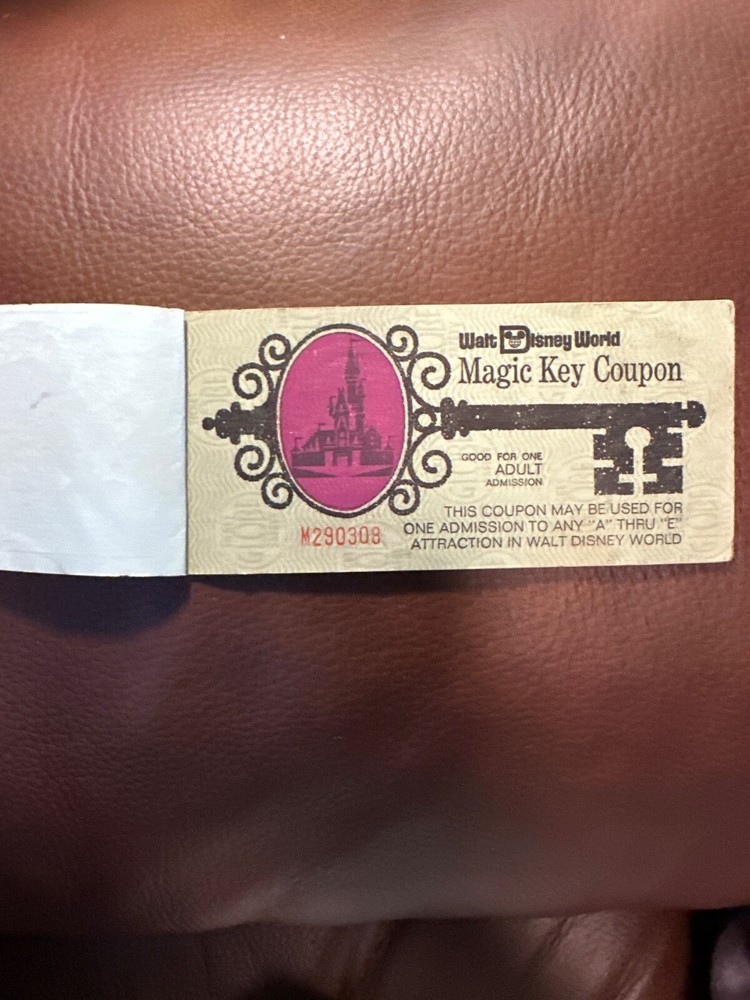 Walt Disney World
Magic Key Coupon
GOOD FOR ONE
ADULT
ADMISSION
THIS COUPON MAY BE USED FOR
ONE ADMISSION TO ANY "A" THRU "E"
ATTRACTION IN WALT DISNEY WORLD
M290308